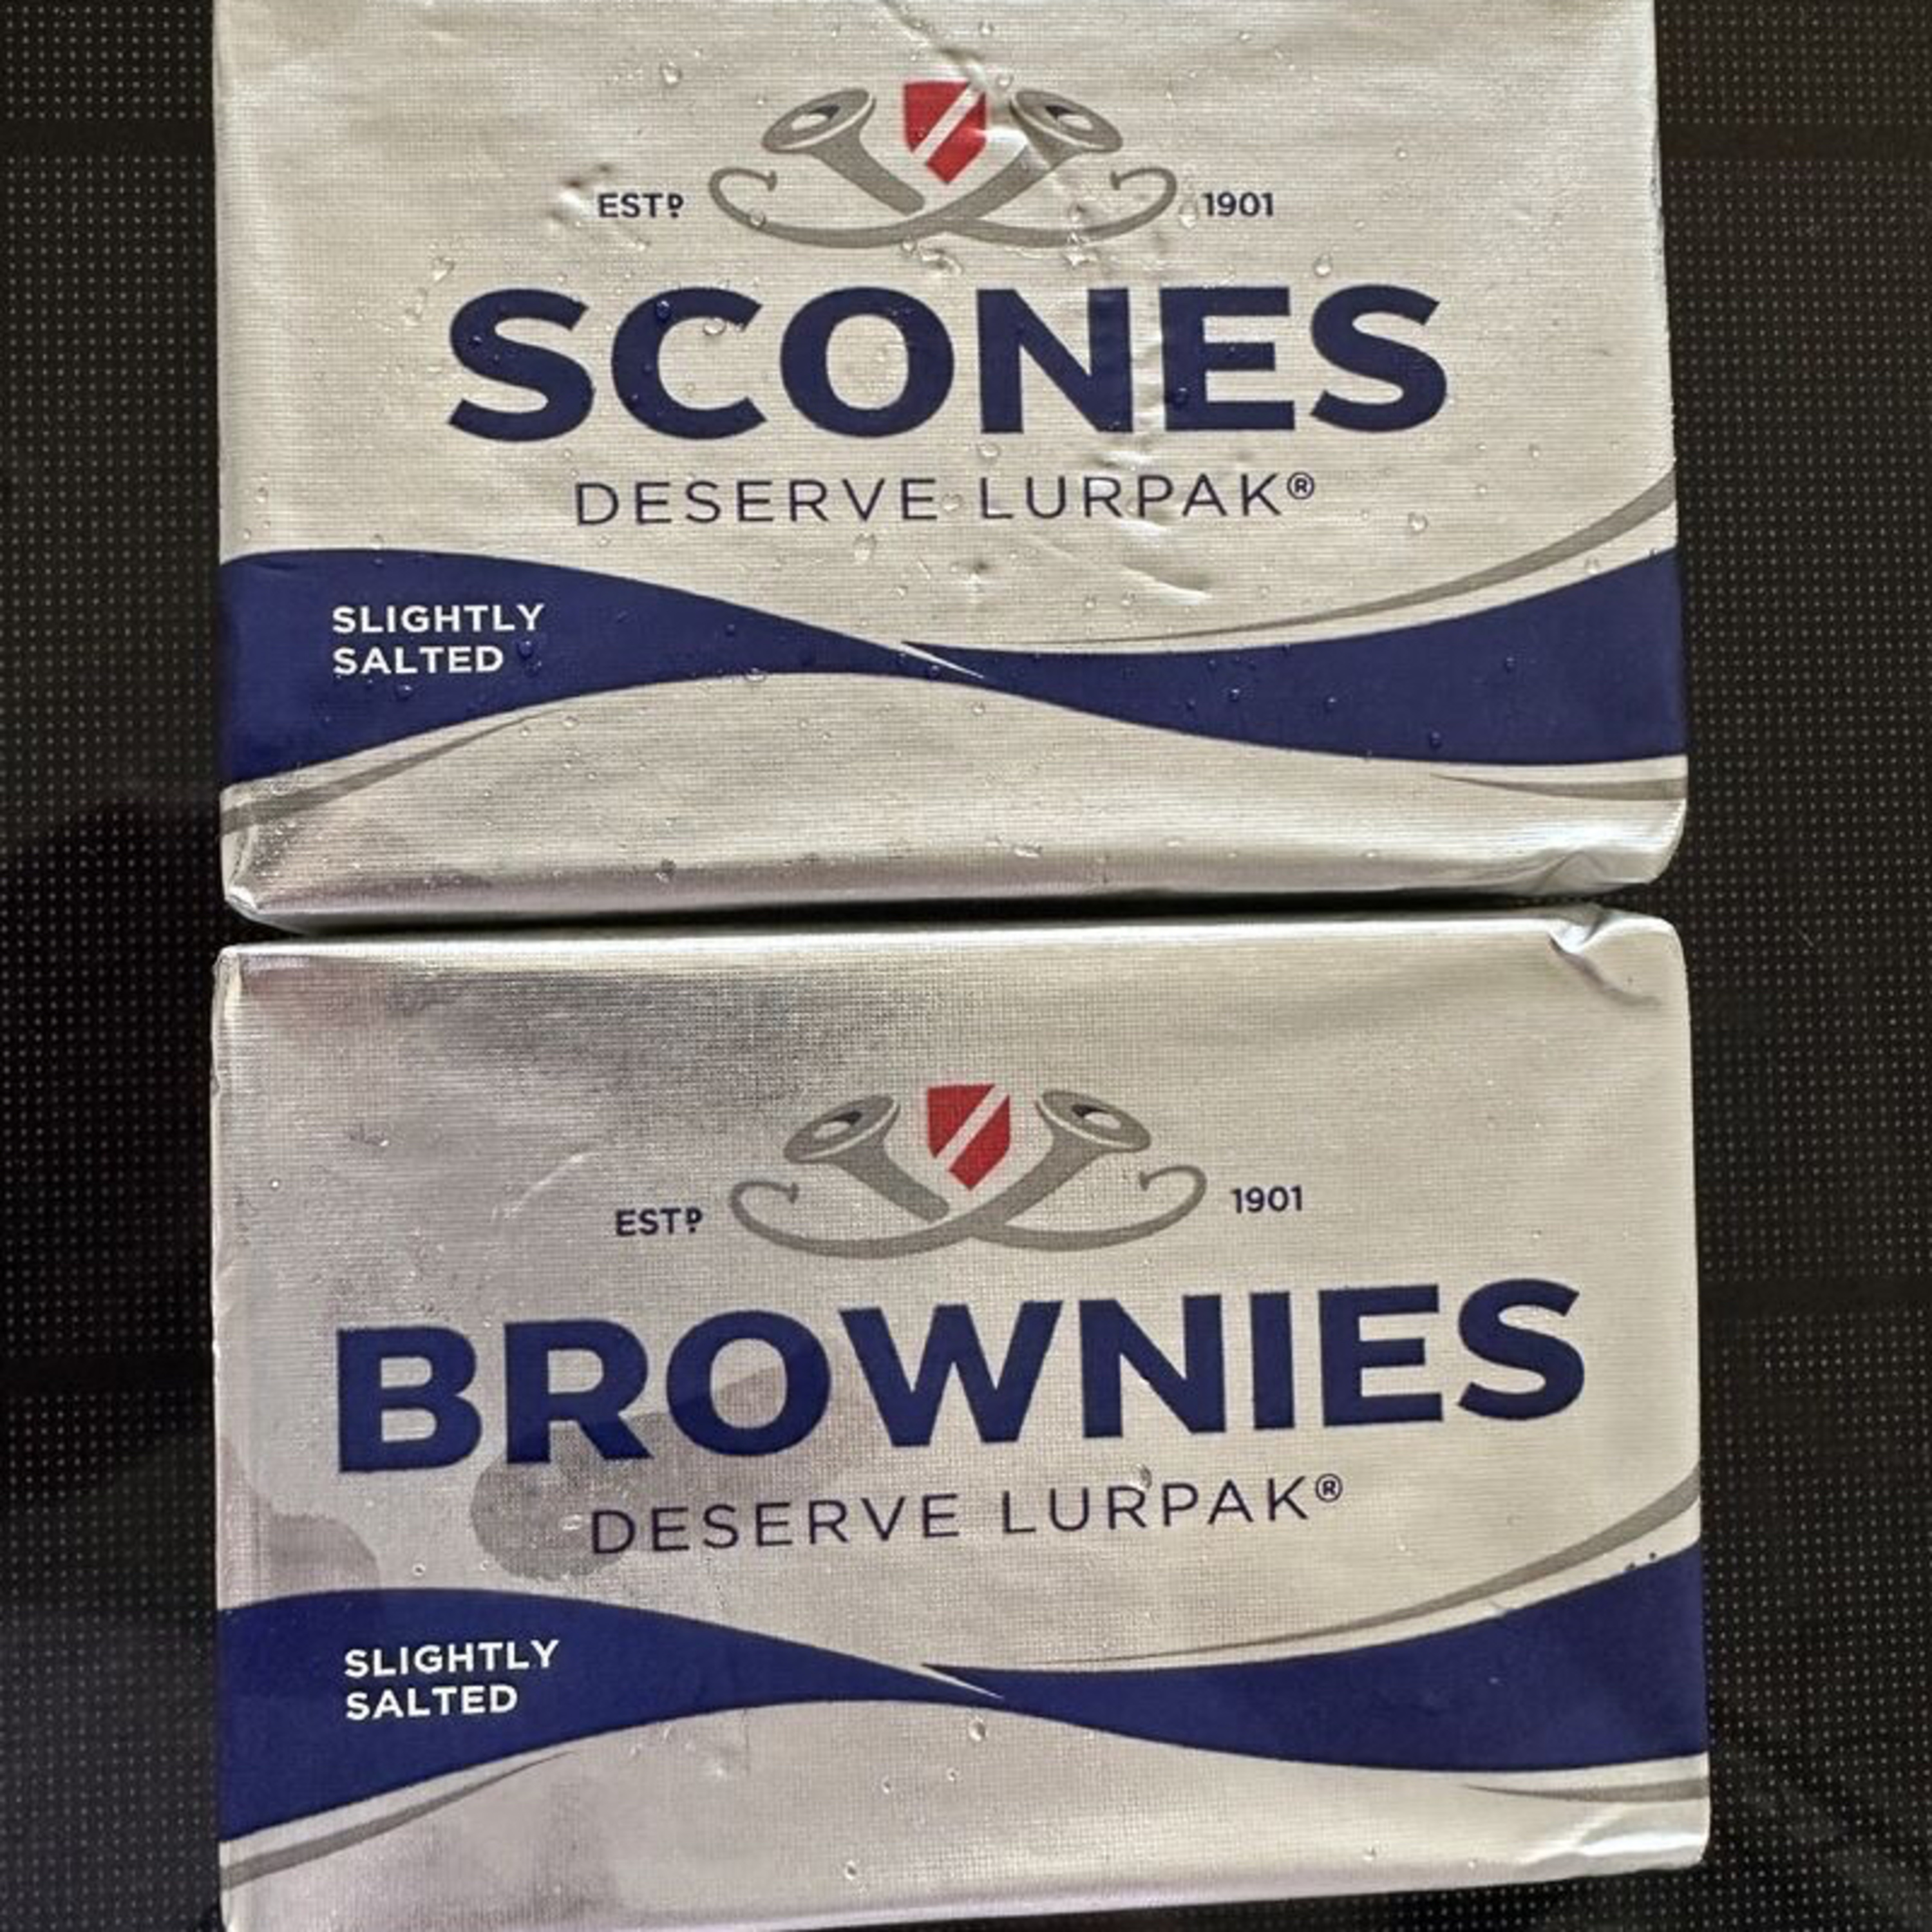 ESTD 1901
SCONES
DESERVE LURPAK®
SLIGHTLY
SALTED
ESTD 1901
BROWNIES
DESERVE LURPAK®
SLIGHTLY
SALTED